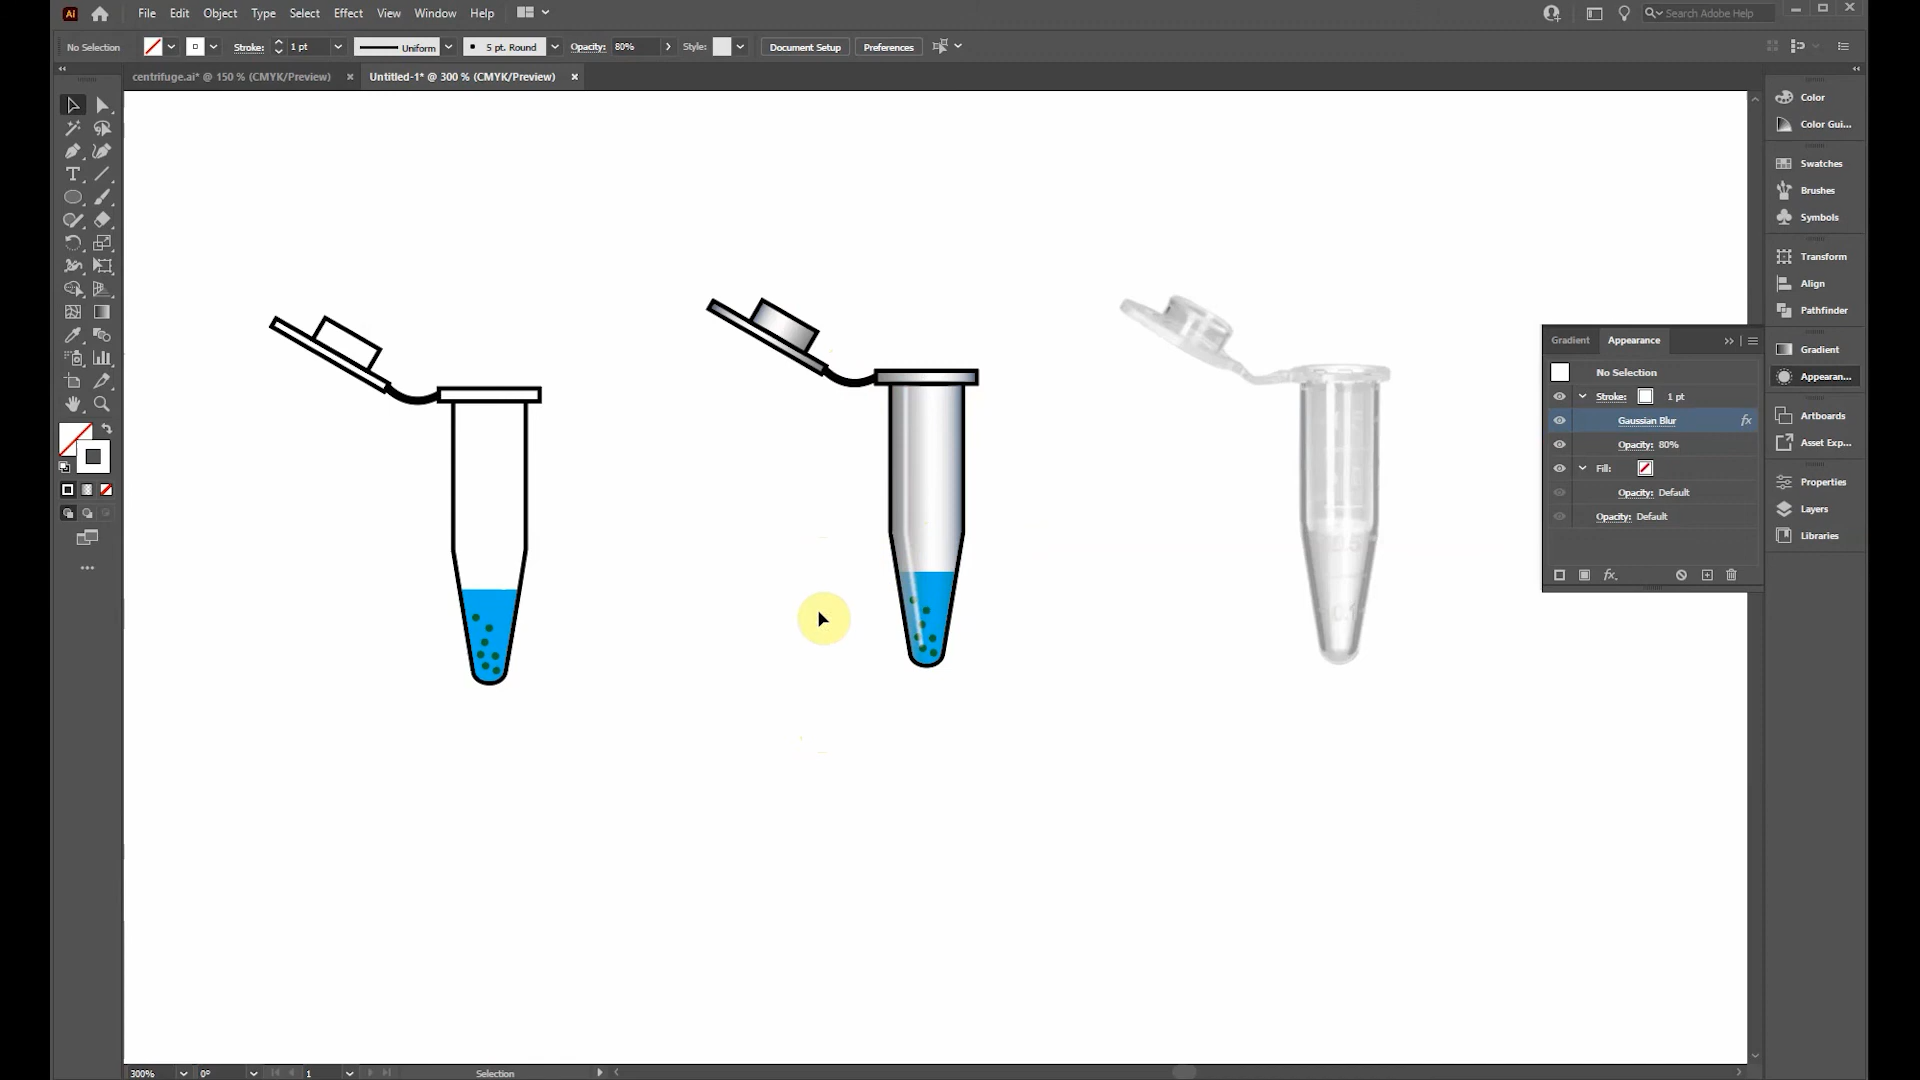 Ai File Edit Object Type Select Effect View Window Help Search Adobe Help
No Selection Stroke: 1 pt Uniform 5 pt. Round Opacity: 80% Style: Document Setup Preferences
centrifuge.ai* @ 150 % (CMYK/Preview) Untitled-1* @ 300 % (CMYK/Preview)
Color
Color Gui...
Swatches
Brushes
Symbols
Transform
Align
Pathfinder
Gradient
Appearan...
Artboards
Asset Exp...
Properties
Layers
Libraries
Gradient Appearance
No Selection
Stroke: 1 pt
Gaussian Blur fx
Opacity: 80%
Fill:
Opacity: Default
Opacity: Default
fx
300% 0° 1 Selection